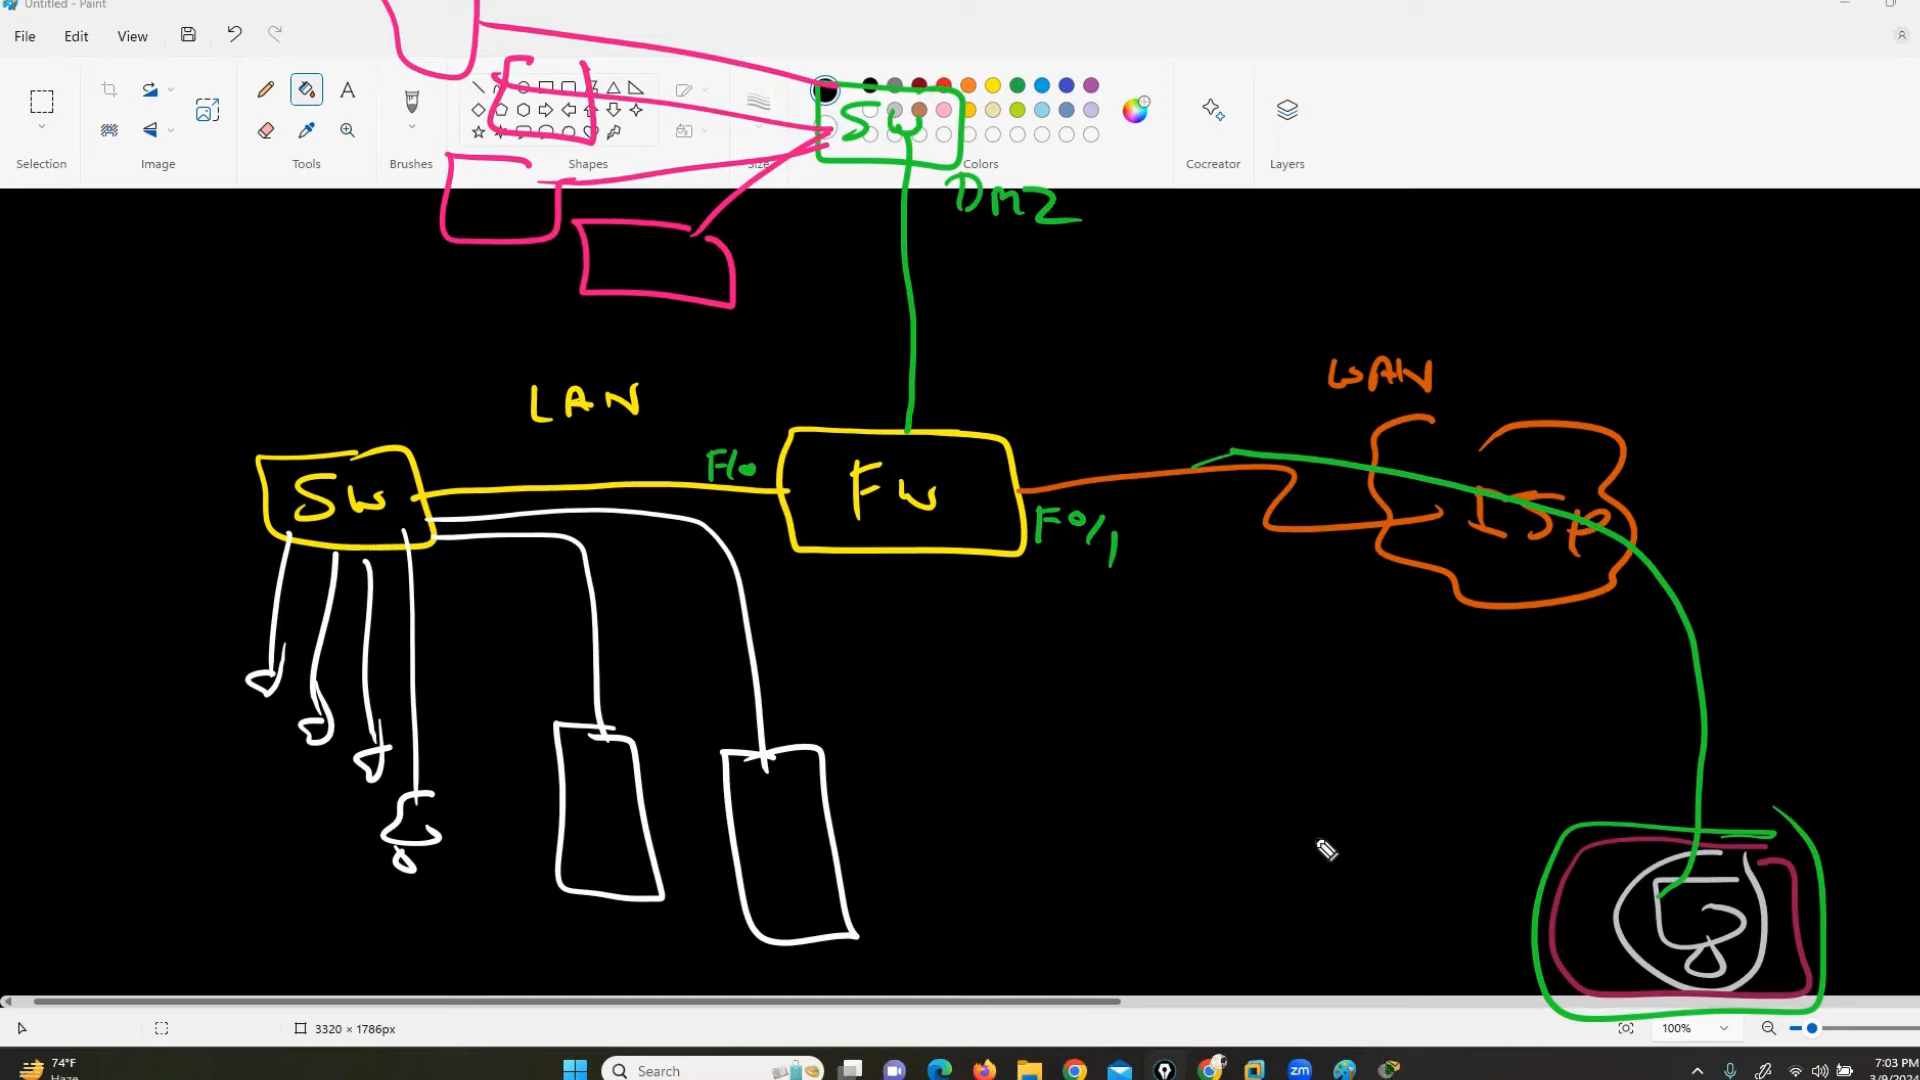 Untitled - Paint
File Edit View
Selection Image Tools Brushes Shapes Size Colors Cocreator Layers
SW
DMZ
LAN
WAN
SW
F/0
FW
F0/1
ISP
3320 × 1786px
100%
74°F
Haze
Search
zm
7:03 PM